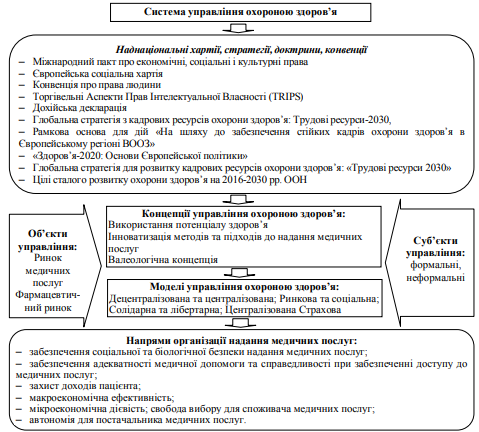 Система управління охороною здоров’я
Наднаціональні хартії, стратегії, доктрини, конвенції
– Міжнародний пакт про економічні, соціальні і культурні права
– Європейська соціальна хартія
– Конвенція про права людини
– Торгівельні Аспекти Прав Інтелектуальної Власності (TRIPS)
– Дохійська декларація
– Глобальна стратегія з кадрових ресурсів охорони здоров’я: Трудові ресурси-2030,
– Рамкова основа для дій «На шляху до забезпечення стійких кадрів охорони здоров’я в
Європейському регіоні ВООЗ»
– «Здоров’я-2020: Основи Європейської політики»
– Глобальна стратегія для розвитку кадрових ресурсів охорони здоров’я: «Трудові ресурси 2030»
– Цілі сталого розвитку охорони здоров’я на 2016-2030 рр. ООН
Об’єкти
управління:
Ринок
медичних
послуг
Фармацевтич-
ний ринок
Концепції управління охороною здоров’я:
Використання потенціалу здоров’я
Інноватизація методів та підходів до надання медичних
послуг
Валеологічна концепція
Суб’єкти
управління:
формальні,
неформальні
Моделі управління охороною здоров’я:
Децентралізована та централізована; Ринкова та соціальна;
Солідарна та лібертарна; Централізована Страхова
Напрями організації надання медичних послуг:
– забезпечення соціальної та біологічної безпеки надання медичних послуг;
– забезпечення адекватності медичної допомоги та справедливості при забезпеченні доступу до
медичних послуг;
– захист доходів пацієнта;
– макроекономічна ефективність;
– мікроекономічна дієвість; свобода вибору для споживача медичних послуг;
– автономія для постачальника медичних послуг.